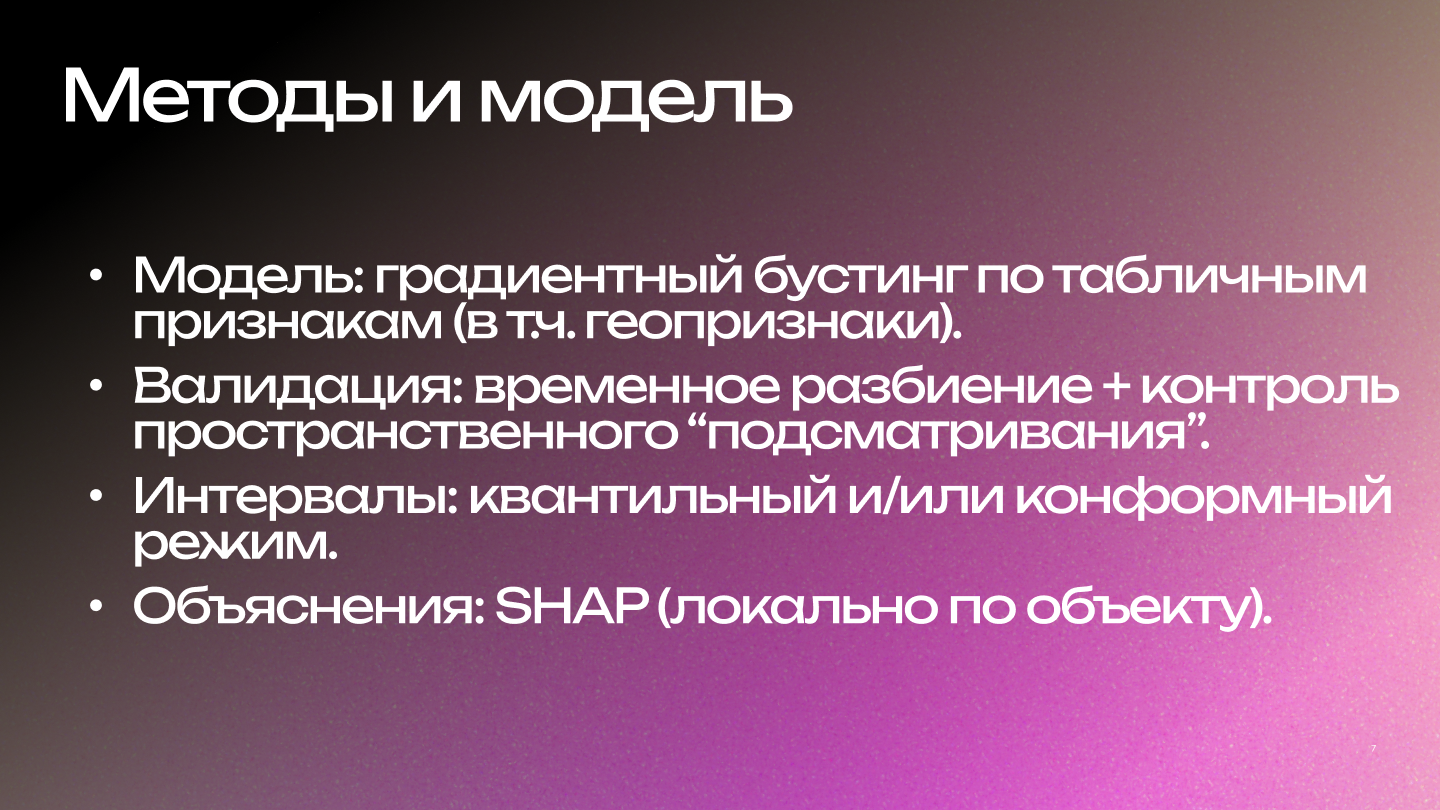 Методы и модель
• Модель: градиентный бустинг по табличным
признакам (в т.ч. геопризнаки).
• Валидация: временное разбиение + контроль
пространственного “подсматривания”.
• Интервалы: квантильный и/или конформный
режим.
• Объяснения: SHAP (локально по объекту).
7